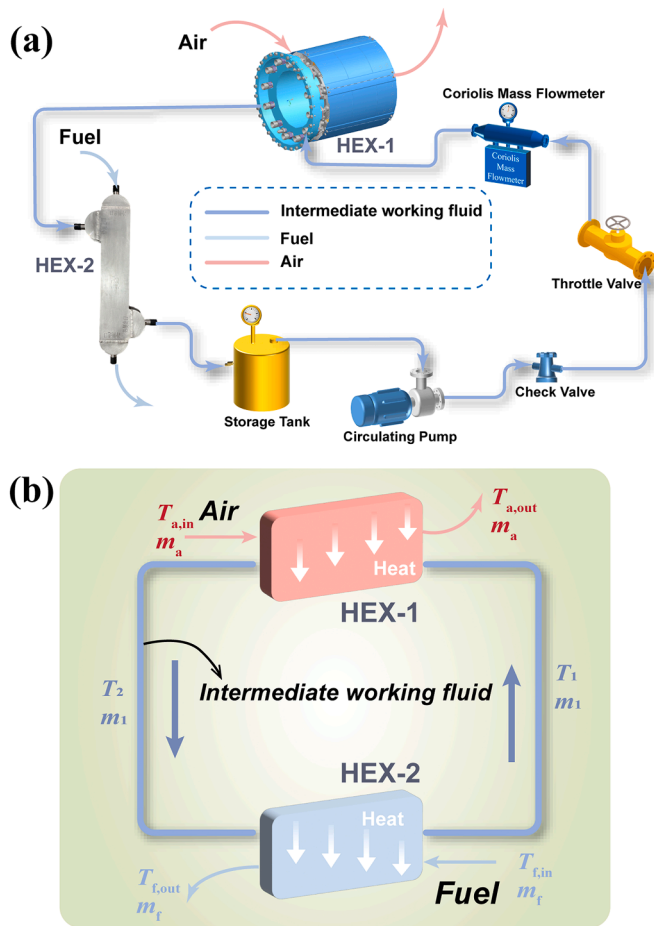 (a)
Air
Coriolis Mass Flowmeter
HEX-1
Coriolis
Mass
Flowmeter
Fuel
Intermediate working fluid
Fuel
Air
HEX-2
Throttle Valve
Storage Tank
Circulating Pump
Check Valve
(b)
Ta,in
ma
Air
Ta,out
ma
Heat
HEX-1
T2
m1
Intermediate working fluid
T1
m1
HEX-2
Heat
Tf,out
mf
Fuel
Tf,in
mf